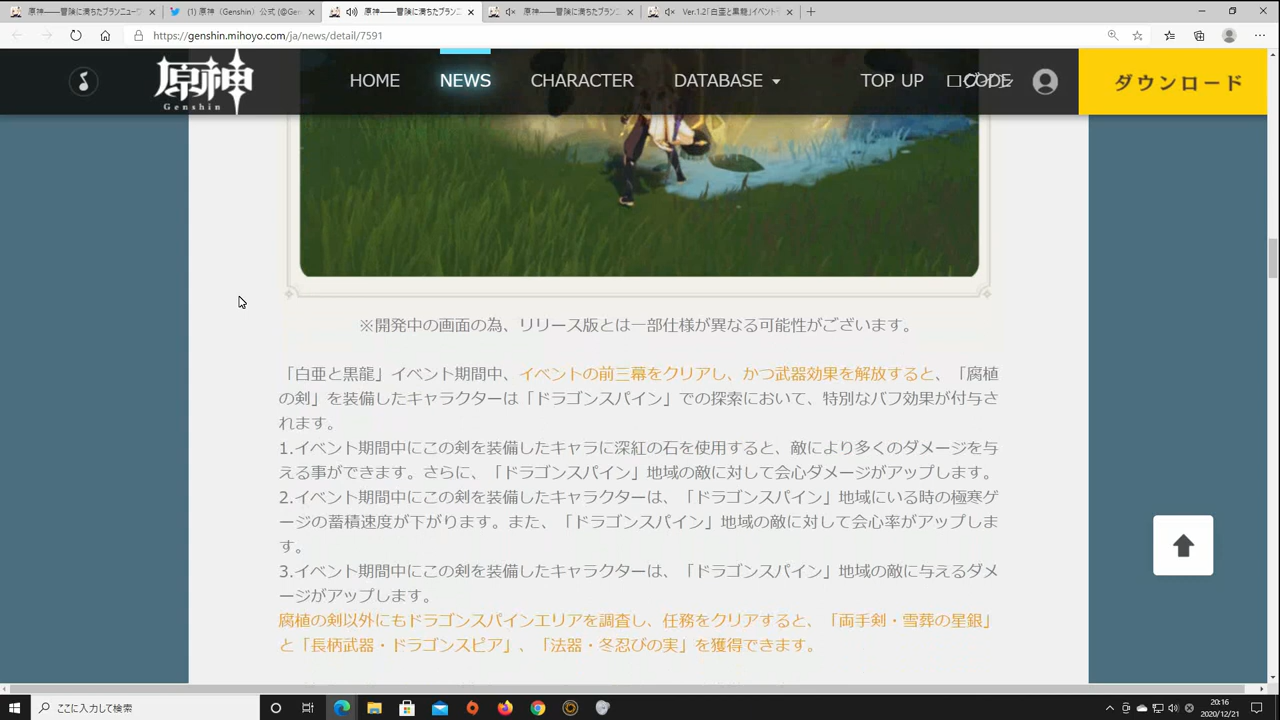 原神——冒険に満ちたブランニュー
(1) 原神（Genshin）公式 (@Gen
原神——冒険に満ちたブランニ
原神——冒険に満ちたブランニ
Ver.1.2「白亜と黒龍」イベント
https://genshin.mihoyo.com/ja/news/detail/7591
原神
Genshin
HOME
NEWS
CHARACTER
DATABASE
TOP UP
CODE
ログイン
ダウンロード
※開発中の画面の為、リリース版とは一部仕様が異なる可能性がございます。
「白亜と黒龍」イベント期間中、イベントの前三幕をクリアし、かつ武器効果を解放すると、「腐植
の剣」を装備したキャラクターは「ドラゴンスパイン」での探索において、特別なバフ効果が付与さ
れます。
1.イベント期間中にこの剣を装備したキャラに深紅の石を使用すると、敵により多くのダメージを与
える事ができます。さらに、「ドラゴンスパイン」地域の敵に対して会心ダメージがアップします。
2.イベント期間中にこの剣を装備したキャラクターは、「ドラゴンスパイン」地域にいる時の極寒ゲ
ージの蓄積速度が下がります。また、「ドラゴンスパイン」地域の敵に対して会心率がアップしま
す。
3.イベント期間中にこの剣を装備したキャラクターは、「ドラゴンスパイン」地域の敵に与えるダメ
ージがアップします。
腐植の剣以外にもドラゴンスパインエリアを調査し、任務をクリアすると、「両手剣・雪葬の星銀」
と「長柄武器・ドラゴンスピア」、「法器・冬忍びの実」を獲得できます。
ここに入力して検索
20:16
2020/12/21